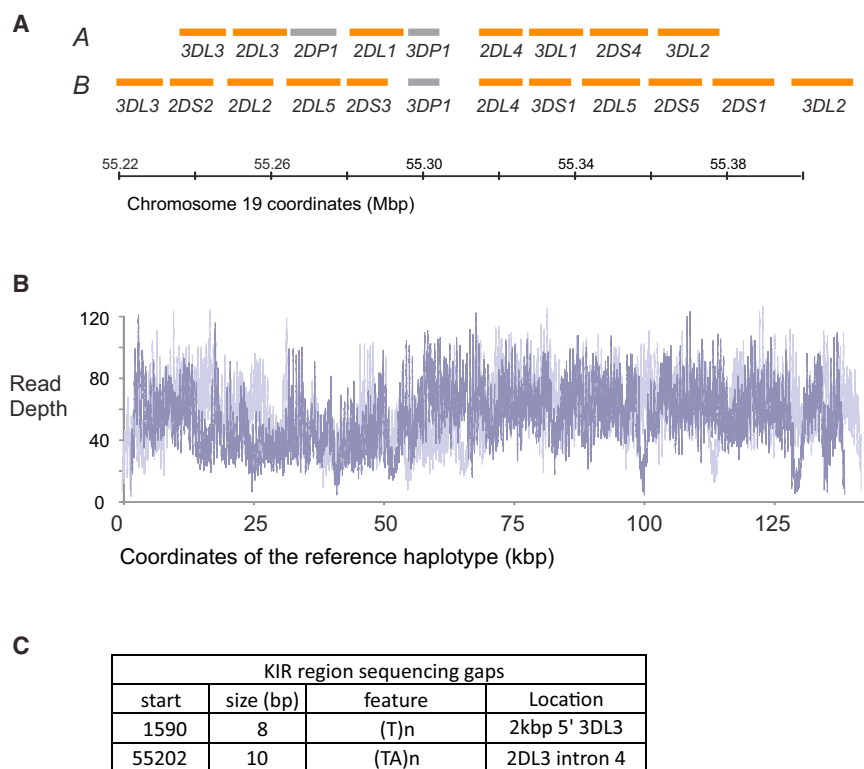 A
A
3DL3 2DL3 2DP1 2DL1 3DP1 2DL4 3DL1 2DS4 3DL2
B
3DL3 2DS2 2DL2 2DL5 2DS3 3DP1 2DL4 3DS1 2DL5 2DS5 2DS1 3DL2
55.22 55.26 55.30 55.34 55.38
Chromosome 19 coordinates (Mbp)
B
120
80
Read
Depth
40
0
0 25 50 75 100 125
Coordinates of the reference haplotype (kbp)
C
KIR region sequencing gaps
start size (bp) feature Location
1590 8 (T)n 2kbp 5' 3DL3
55202 10 (TA)n 2DL3 intron 4